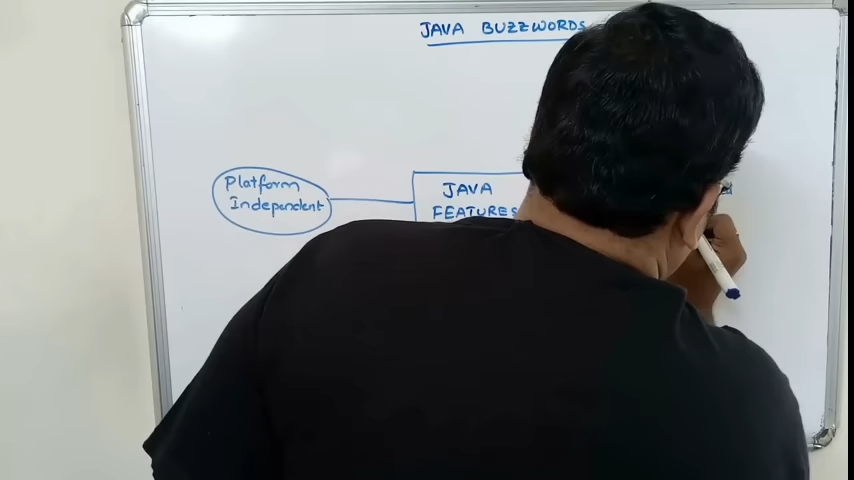 JAVA BUZZWORDS
Platform
Independent
JAVA
FEATURES